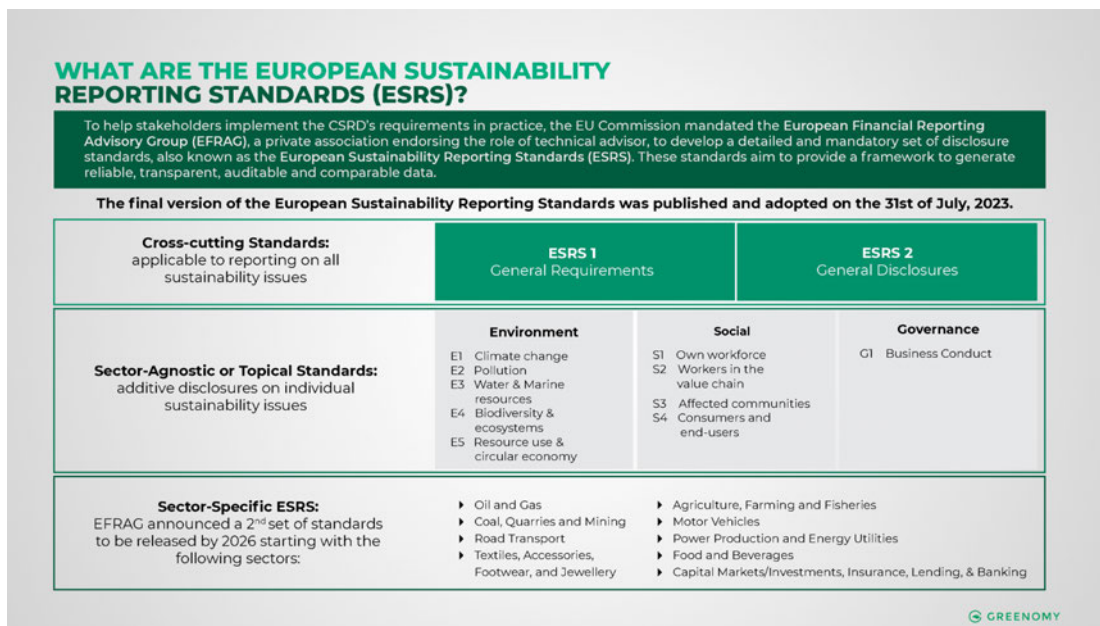 WHAT ARE THE EUROPEAN SUSTAINABILITY
REPORTING STANDARDS (ESRS)?
To help stakeholders implement the CSRD's requirements in practice, the EU Commission mandated the European Financial Reporting
Advisory Group (EFRAG), a private association endorsing the role of technical advisor, to develop a detailed and mandatory set of disclosure
standards, also known as the European Sustainability Reporting Standards (ESRS). These standards aim to provide a framework to generate
reliable, transparent, auditable and comparable data.
The final version of the European Sustainability Reporting Standards was published and adopted on the 31st of July, 2023.
Cross-cutting Standards:
applicable to reporting on all
sustainability issues
ESRS 1
General Requirements
ESRS 2
General Disclosures
Sector-Agnostic or Topical Standards:
additive disclosures on individual
sustainability issues
Environment
E1 Climate change
E2 Pollution
E3 Water & Marine
resources
E4 Biodiversity &
ecosystems
E5 Resource use &
circular economy
Social
S1 Own workforce
S2 Workers in the
value chain
S3 Affected communities
S4 Consumers and
end-users
Governance
G1 Business Conduct
Sector-Specific ESRS:
EFRAG announced a 2nd set of standards
to be released by 2026 starting with the
following sectors:
Oil and Gas
Coal, Quarries and Mining
Road Transport
Textiles, Accessories,
Footwear, and Jewellery
Agriculture, Farming and Fisheries
Motor Vehicles
Power Production and Energy Utilities
Food and Beverages
Capital Markets/Investments, Insurance, Lending, & Banking
GREENOMY